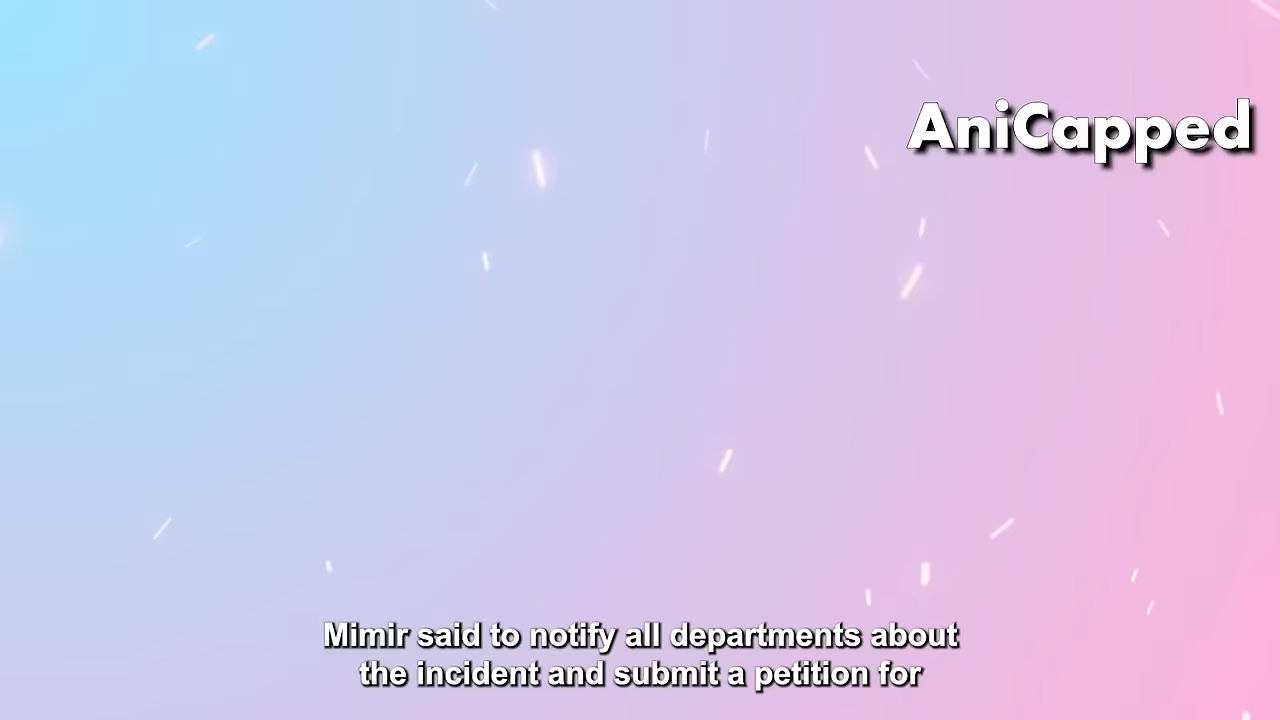 AniCapped
Mimir said to notify all departments about
the incident and submit a petition for